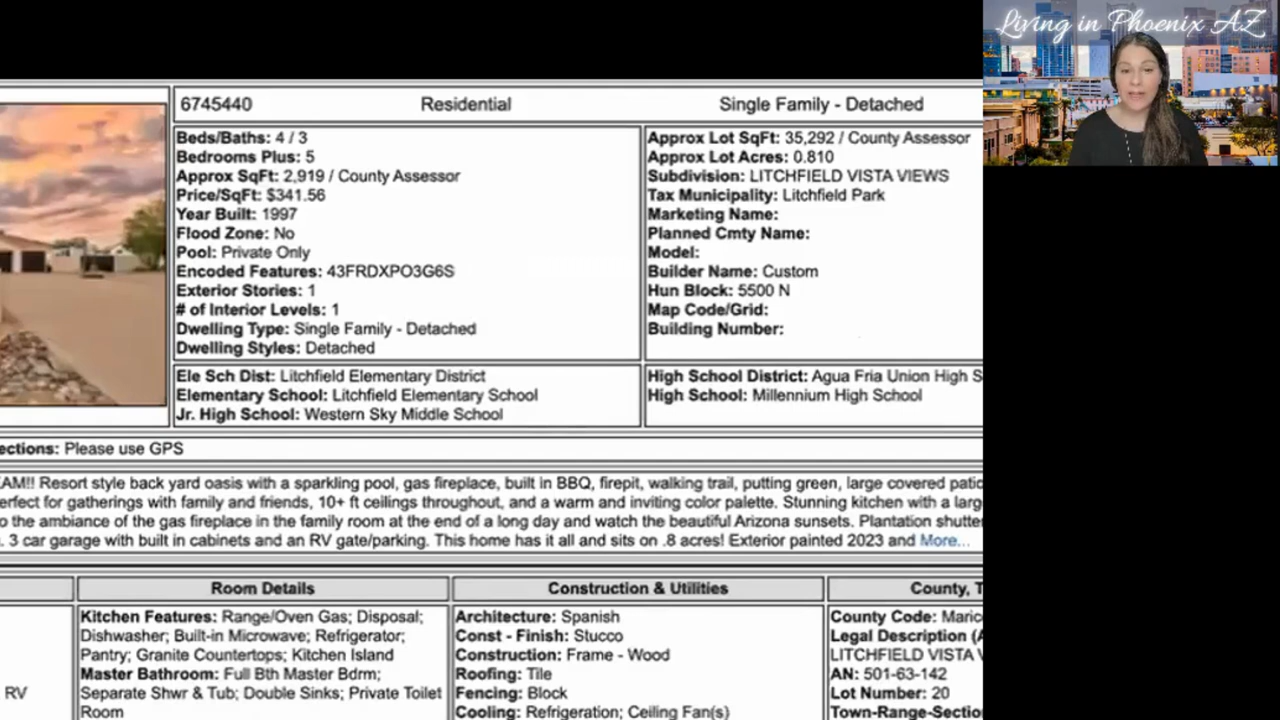 Living in Phoenix AZ
6745440 Residential Single Family - Detached
Beds/Baths: 4 / 3
Bedrooms Plus: 5
Approx SqFt: 2,919 / County Assessor
Price/SqFt: $341.56
Year Built: 1997
Flood Zone: No
Pool: Private Only
Encoded Features: 43FRDXPO3G6S
Exterior Stories: 1
# of Interior Levels: 1
Dwelling Type: Single Family - Detached
Dwelling Styles: Detached
Approx Lot SqFt: 35,292 / County Assessor
Approx Lot Acres: 0.810
Subdivision: LITCHFIELD VISTA VIEWS
Tax Municipality: Litchfield Park
Marketing Name:
Planned Cmty Name:
Model:
Builder Name: Custom
Hun Block: 5500 N
Map Code/Grid:
Building Number:
Ele Sch Dist: Litchfield Elementary District
Elementary School: Litchfield Elementary School
Jr. High School: Western Sky Middle School
High School District: Agua Fria Union High S
High School: Millennium High School
ections: Please use GPS
AM!! Resort style back yard oasis with a sparkling pool, gas fireplace, built in BBQ, firepit, walking trail, putting green, large covered patio
erfect for gatherings with family and friends, 10+ ft ceilings throughout, and a warm and inviting color palette. Stunning kitchen with a larg
o the ambiance of the gas fireplace in the family room at the end of a long day and watch the beautiful Arizona sunsets. Plantation shutte
. 3 car garage with built in cabinets and an RV gate/parking. This home has it all and sits on .8 acres! Exterior painted 2023 and More...
RV
Room Details
Kitchen Features: Range/Oven Gas; Disposal;
Dishwasher; Built-in Microwave; Refrigerator;
Pantry; Granite Countertops; Kitchen Island
Master Bathroom: Full Bth Master Bdrm;
Separate Shwr & Tub; Double Sinks; Private Toilet
Room
Construction & Utilities
Architecture: Spanish
Const - Finish: Stucco
Construction: Frame - Wood
Roofing: Tile
Fencing: Block
Cooling: Refrigeration; Ceiling Fan(s)
County, T
County Code: Maric
Legal Description (A
LITCHFIELD VISTA V
AN: 501-63-142
Lot Number: 20
Town-Range-Sectio